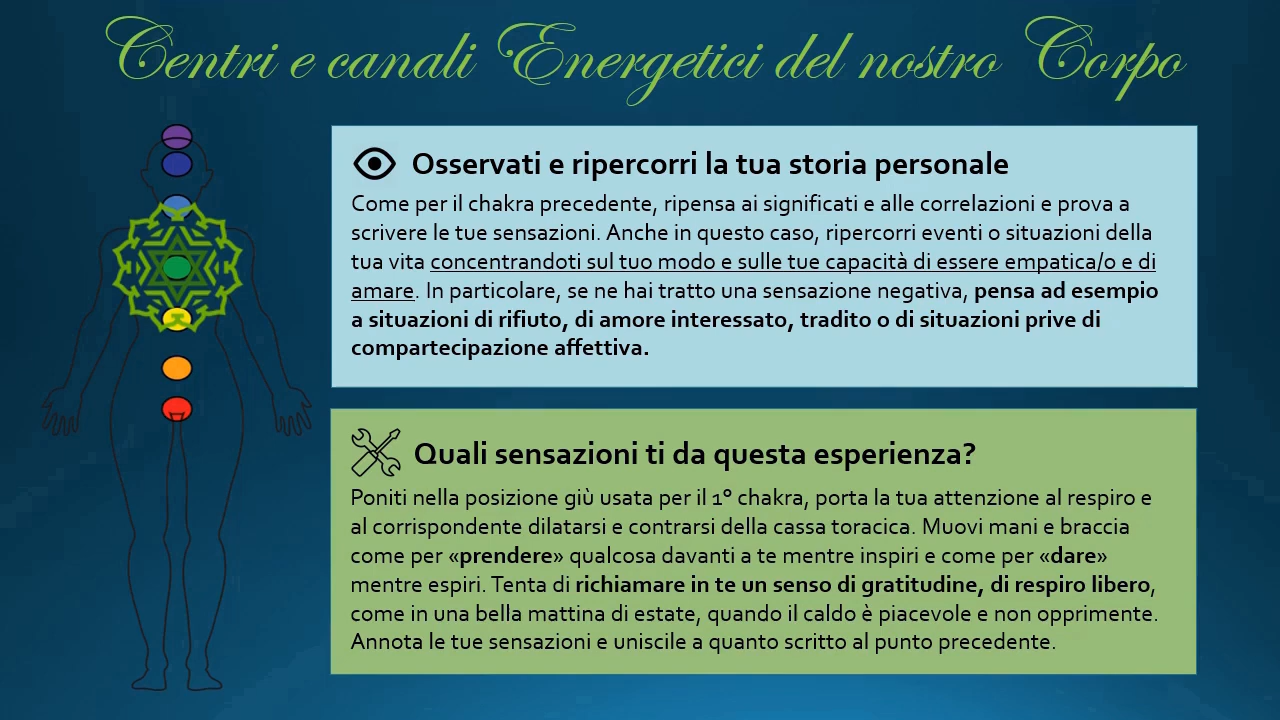 Centri e canali Energetici del nostro Corpo
Osservati e ripercorri la tua storia personale
Come per il chakra precedente, ripensa ai significati e alle correlazioni e prova a
scrivere le tue sensazioni. Anche in questo caso, ripercorri eventi o situazioni della
tua vita concentrandoti sul tuo modo e sulle tue capacità di essere empatica/o e di
amare. In particolare, se ne hai tratto una sensazione negativa, pensa ad esempio
a situazioni di rifiuto, di amore interessato, tradito o di situazioni prive di
compartecipazione affettiva.
Quali sensazioni ti da questa esperienza?
Poniti nella posizione giù usata per il 1° chakra, porta la tua attenzione al respiro e
al corrispondente dilatarsi e contrarsi della cassa toracica. Muovi mani e braccia
come per «prendere» qualcosa davanti a te mentre inspiri e come per «dare»
mentre espiri. Tenta di richiamare in te un senso di gratitudine, di respiro libero,
come in una bella mattina di estate, quando il caldo è piacevole e non opprimente.
Annota le tue sensazioni e uniscile a quanto scritto al punto precedente.